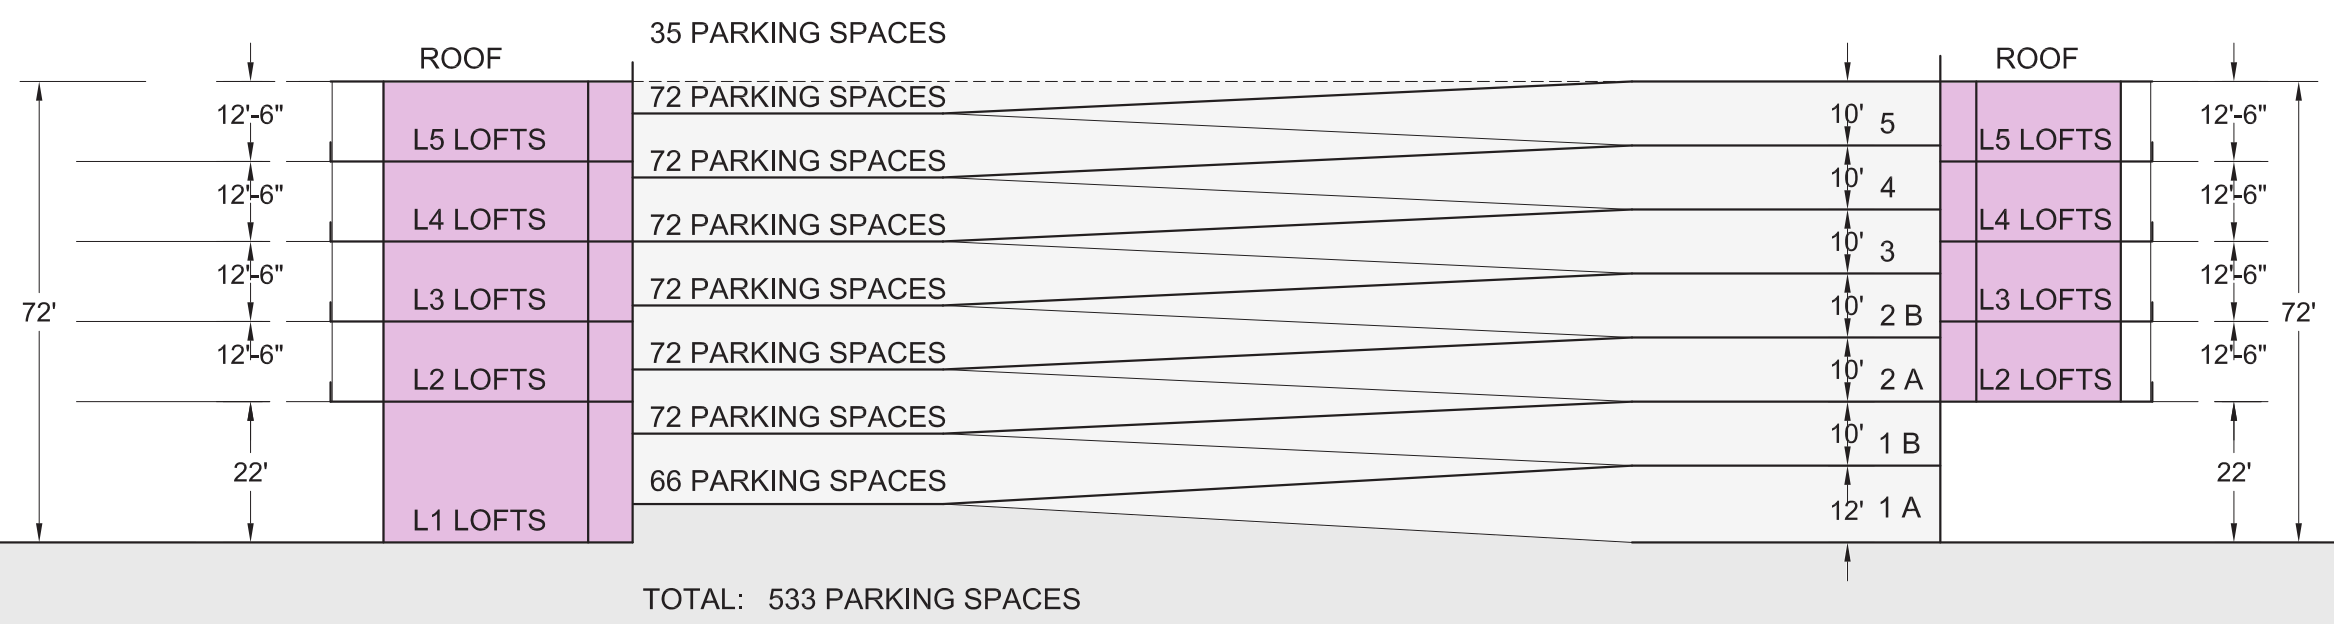 35 PARKING SPACES
ROOF
ROOF
72 PARKING SPACES
12'-6"
10'
5
12'-6"
L5 LOFTS
L5 LOFTS
72 PARKING SPACES
12'-6"
10'
4
12'-6"
L4 LOFTS
L4 LOFTS
72 PARKING SPACES
10'
3
12'-6"
12'-6"
L3 LOFTS
72 PARKING SPACES
L3 LOFTS
72'
10'
2 B
72'
12'-6"
72 PARKING SPACES
12'-6"
L2 LOFTS
10'
2 A
L2 LOFTS
72 PARKING SPACES
10'
1 B
22'
66 PARKING SPACES
22'
L1 LOFTS
12'
1 A
TOTAL: 533 PARKING SPACES